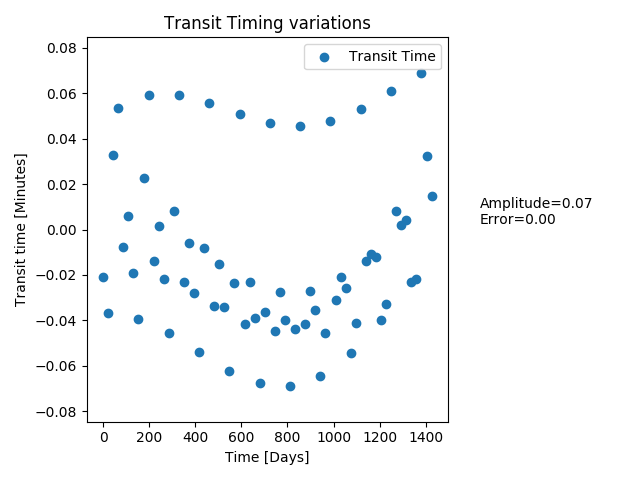 Transit Timing variations
Transit Time
Transit time [Minutes]
0.08
0.06
0.04
0.02
0.00
−0.02
−0.04
−0.06
−0.08
0 200 400 600 800 1000 1200 1400
Time [Days]
Amplitude=0.07
Error=0.00